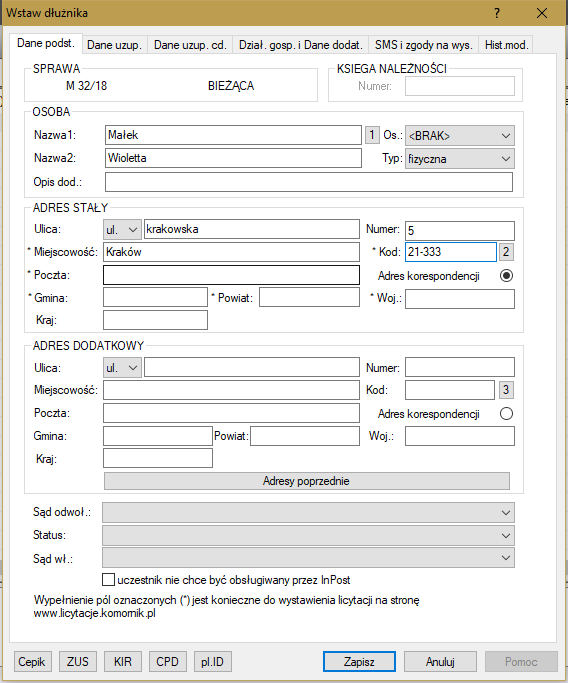 Wstaw dłużnika ?
Dane podst. Dane uzup. Dane uzup. cd. Dział. gosp. i Dane dodat. SMS i zgody na wys. Hist.mod.
SPRAWA
M 32/18 BIEŻĄCA
KSIEGA NALEŻNOŚCI
Numer:
OSOBA
Nazwa1: Małek 1 Os.: <BRAK>
Nazwa2: Wioletta Typ: fizyczna
Opis dod.:
ADRES STAŁY
Ulica: ul. krakowska Numer: 5
* Miejscowość: Kraków * Kod: 21-333 2
* Poczta: Adres korespondencji
* Gmina: * Powiat: * Woj.:
Kraj:
ADRES DODATKOWY
Ulica: ul. Numer:
Miejscowość: Kod: 3
Poczta: Adres korespondencji
Gmina: Powiat: Woj.:
Kraj:
Adresy poprzednie
Sąd odwoł.:
Status:
Sąd wł.:
uczestnik nie chce być obsługiwany przez InPost
Wypełnienie pól oznaczonych (*) jest konieczne do wystawienia licytacji na stronę
www.licytacje.komornik.pl
Cepik ZUS KIR CPD pl.ID Zapisz Anuluj Pomoc